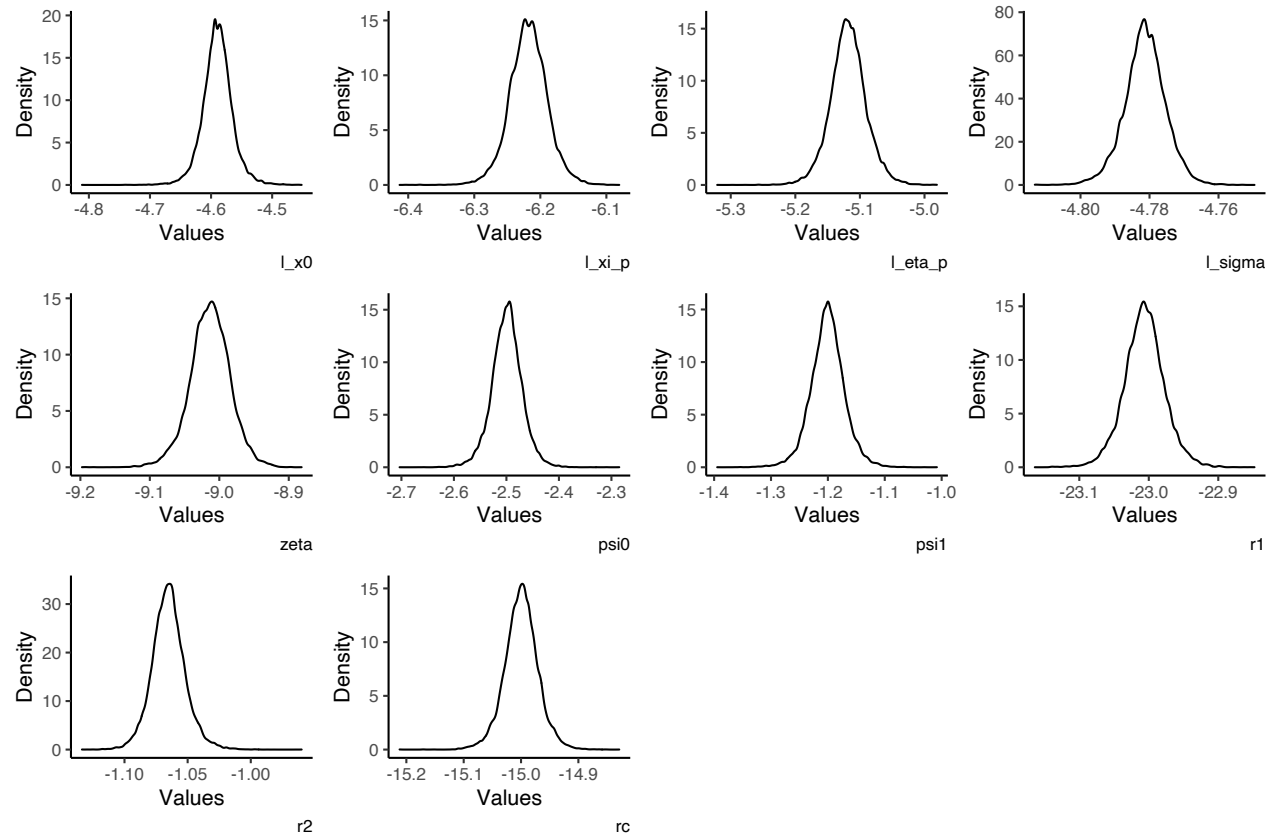 20
15
10
5
0
Density
-4.8 -4.7 -4.6 -4.5
Values
l_x0
15
10
5
0
Density
-6.4 -6.3 -6.2 -6.1
Values
l_xi_p
15
10
5
0
Density
-5.3 -5.2 -5.1 -5.0
Values
l_eta_p
80
60
40
20
0
Density
-4.80 -4.78 -4.76
Values
l_sigma
15
10
5
0
Density
-9.2 -9.1 -9.0 -8.9
Values
zeta
15
10
5
0
Density
-2.7 -2.6 -2.5 -2.4 -2.3
Values
psi0
15
10
5
0
Density
-1.4 -1.3 -1.2 -1.1 -1.0
Values
psi1
15
10
5
0
Density
-23.1 -23.0 -22.9
Values
r1
30
20
10
0
Density
-1.10 -1.05 -1.00
Values
r2
15
10
5
0
Density
-15.2 -15.1 -15.0 -14.9
Values
rc